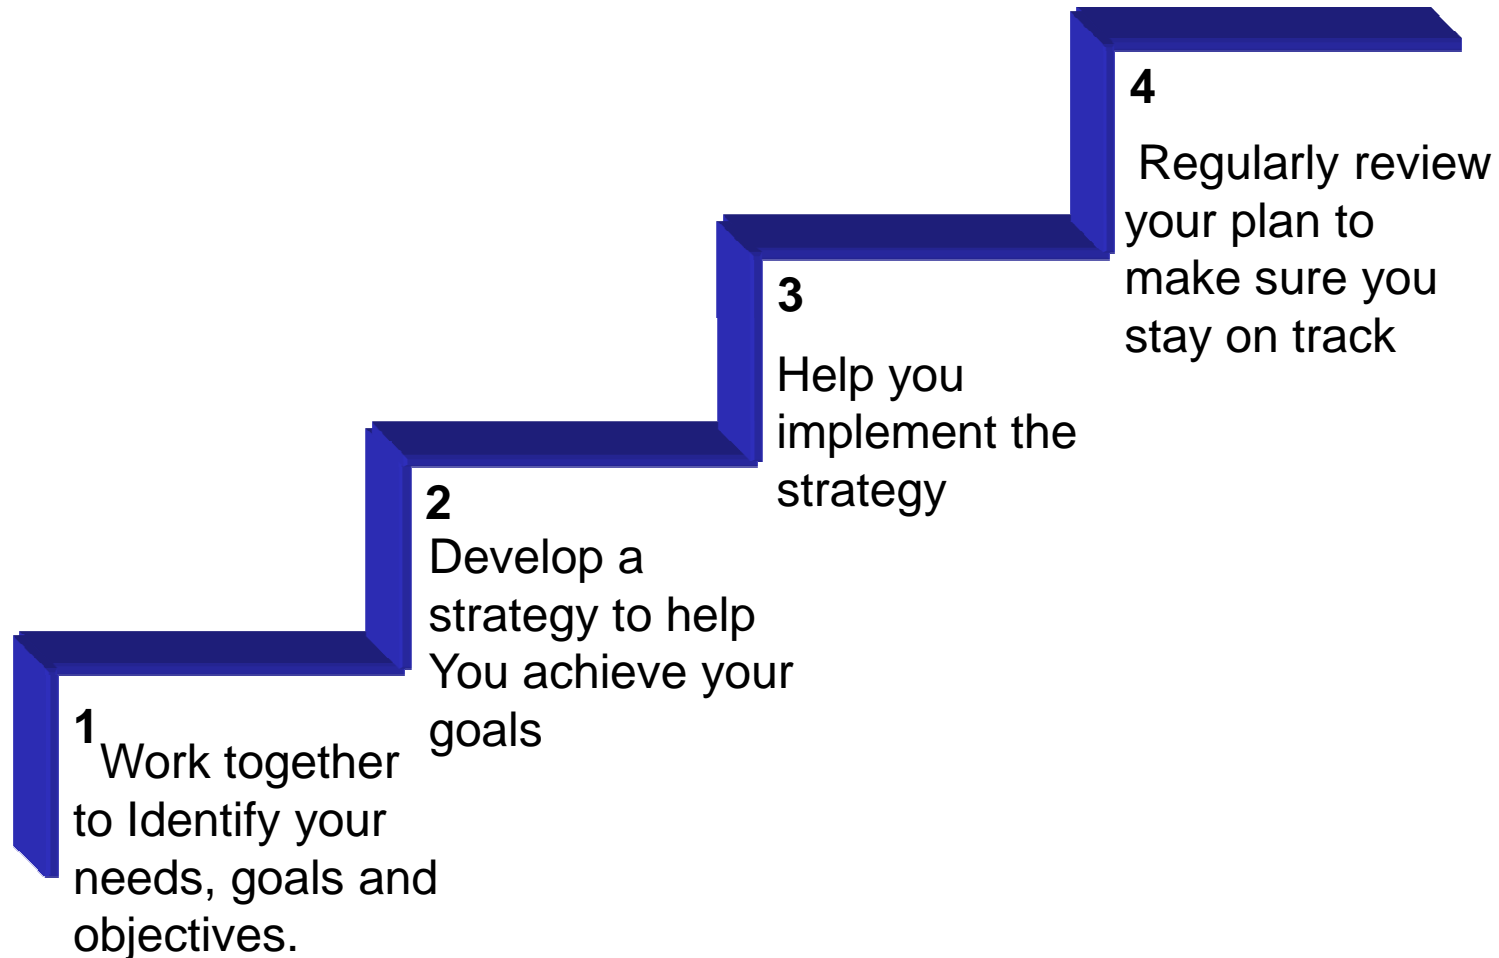 1
Work together
to Identify your
needs, goals and
objectives.
2
Develop a
strategy to help
You achieve your
goals
3
Help you
implement the
strategy
4
Regularly review
your plan to
make sure you
stay on track